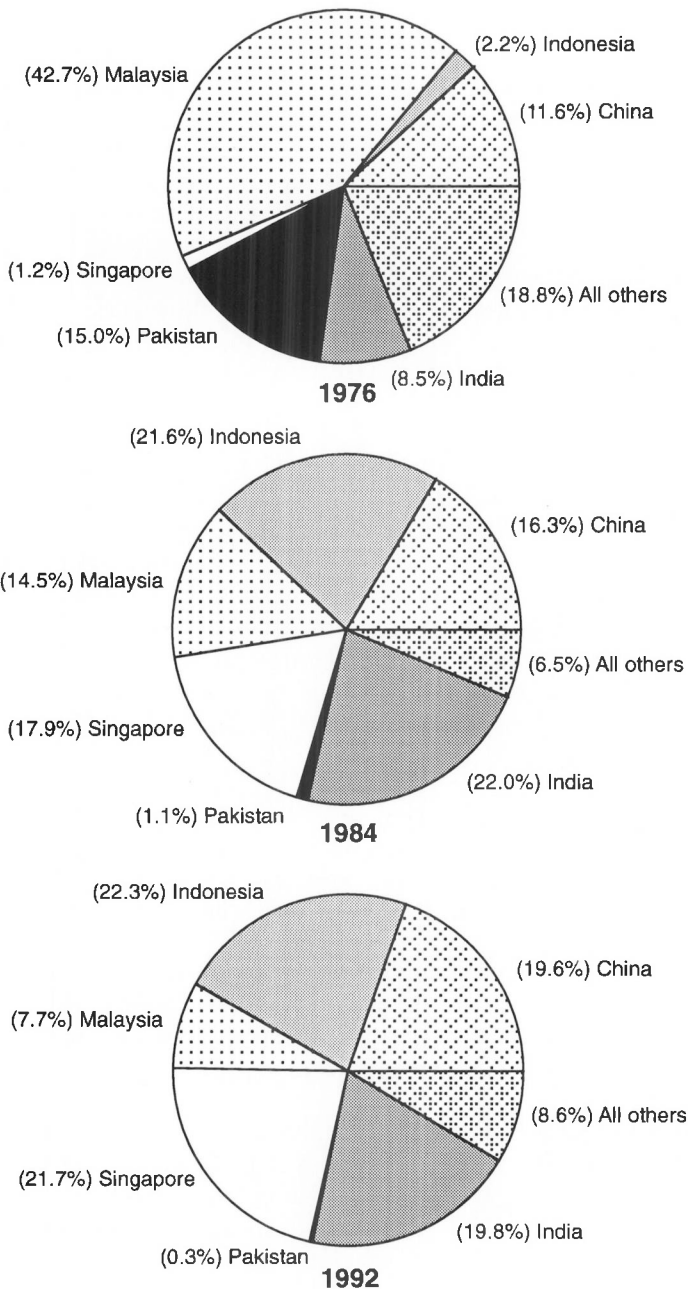 (2.2%) Indonesia
(42.7%) Malaysia
(11.6%) China
(1.2%) Singapore
(18.8%) All others
(15.0%) Pakistan
(8.5%) India
1976
(21.6%) Indonesia
(16.3%) China
(14.5%) Malaysia
(6.5%) All others
(17.9%) Singapore
(22.0%) India
(1.1%) Pakistan
1984
(22.3%) Indonesia
(19.6%) China
(7.7%) Malaysia
(8.6%) All others
(21.7%) Singapore
(19.8%) India
(0.3%) Pakistan
1992